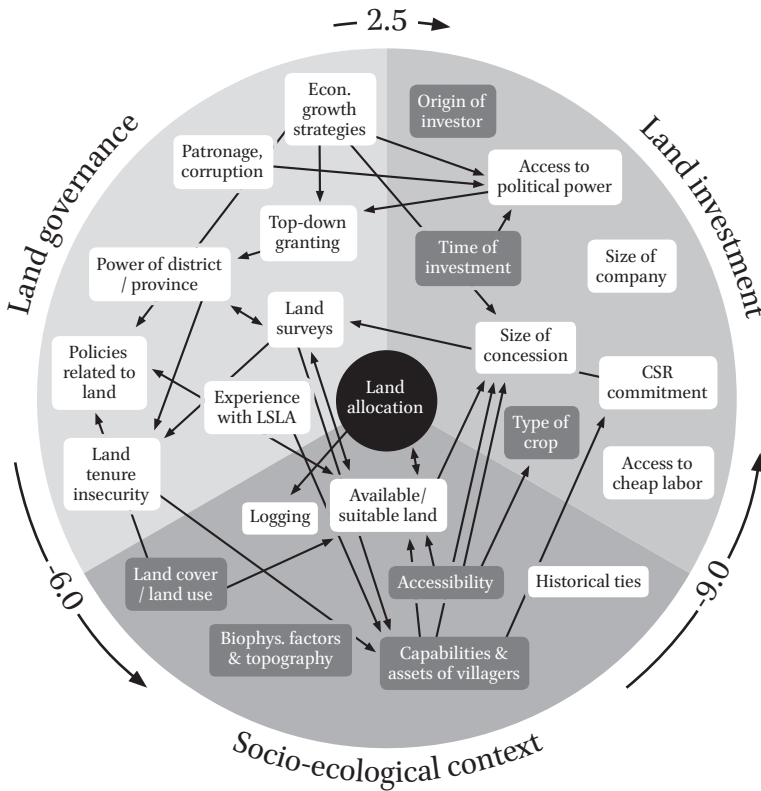 2.5
Land governance
Land investment
Econ.
growth
strategies
Origin of
investor
Patronage,
corruption
Access to
political power
Top-down
granting
Time of
investment
Size of
company
Power of district
/ province
Land
surveys
Size of
concession
Policies
related to
land
CSR
commitment
Experience
with LSLA
Land
allocation
Type of
crop
Land
tenure
insecurity
Access to
cheap labor
Available/
suitable land
Logging
Land cover
/ land use
Accessibility
Historical ties
-6.0
-9.0
Biophys. factors
& topography
Capabilities &
assets of villagers
Socio-ecological context